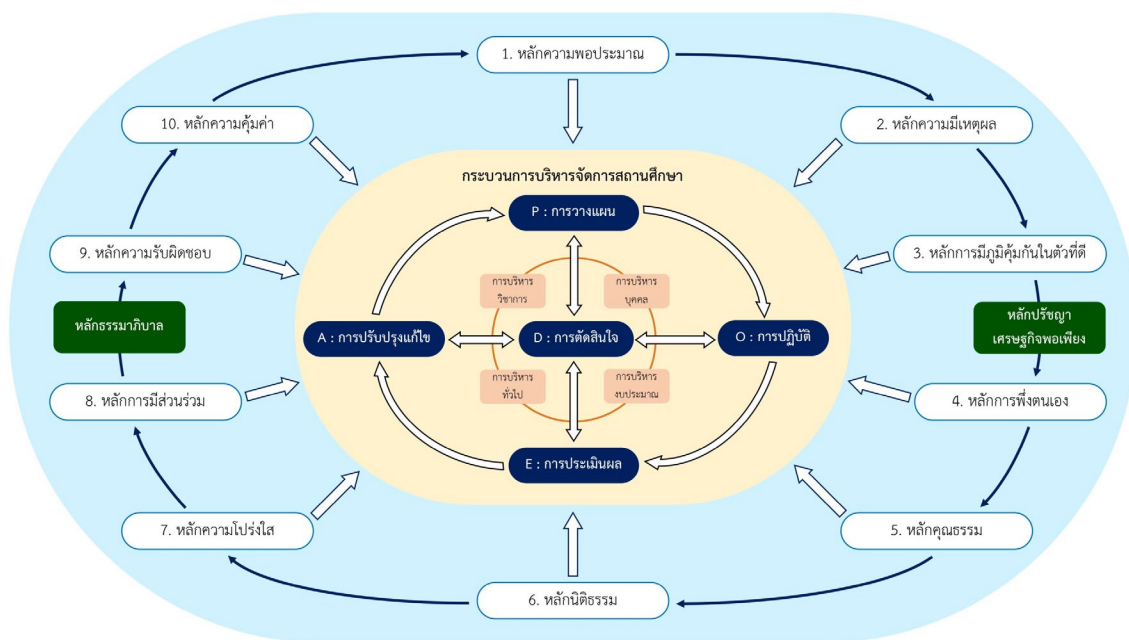 1. หลักความพอประมาณ
10. หลักความคุ้มค่า
2. หลักความมีเหตุผล
กระบวนการบริหารจัดการสถานศึกษา
P : การวางแผน
9. หลักความรับผิดชอบ
3. หลักการมีภูมิคุ้มกันในตัวที่ดี
การบริหาร
วิชาการ
การบริหาร
บุคคล
หลักธรรมาภิบาล
หลักปรัชญา
เศรษฐกิจพอเพียง
A : การปรับปรุงแก้ไข
D : การตัดสินใจ
O : การปฏิบัติ
การบริหาร
ทั่วไป
การบริหาร
งบประมาณ
8. หลักการมีส่วนร่วม
4. หลักการพึ่งตนเอง
E : การประเมินผล
7. หลักความโปร่งใส
5. หลักคุณธรรม
6. หลักนิติธรรม